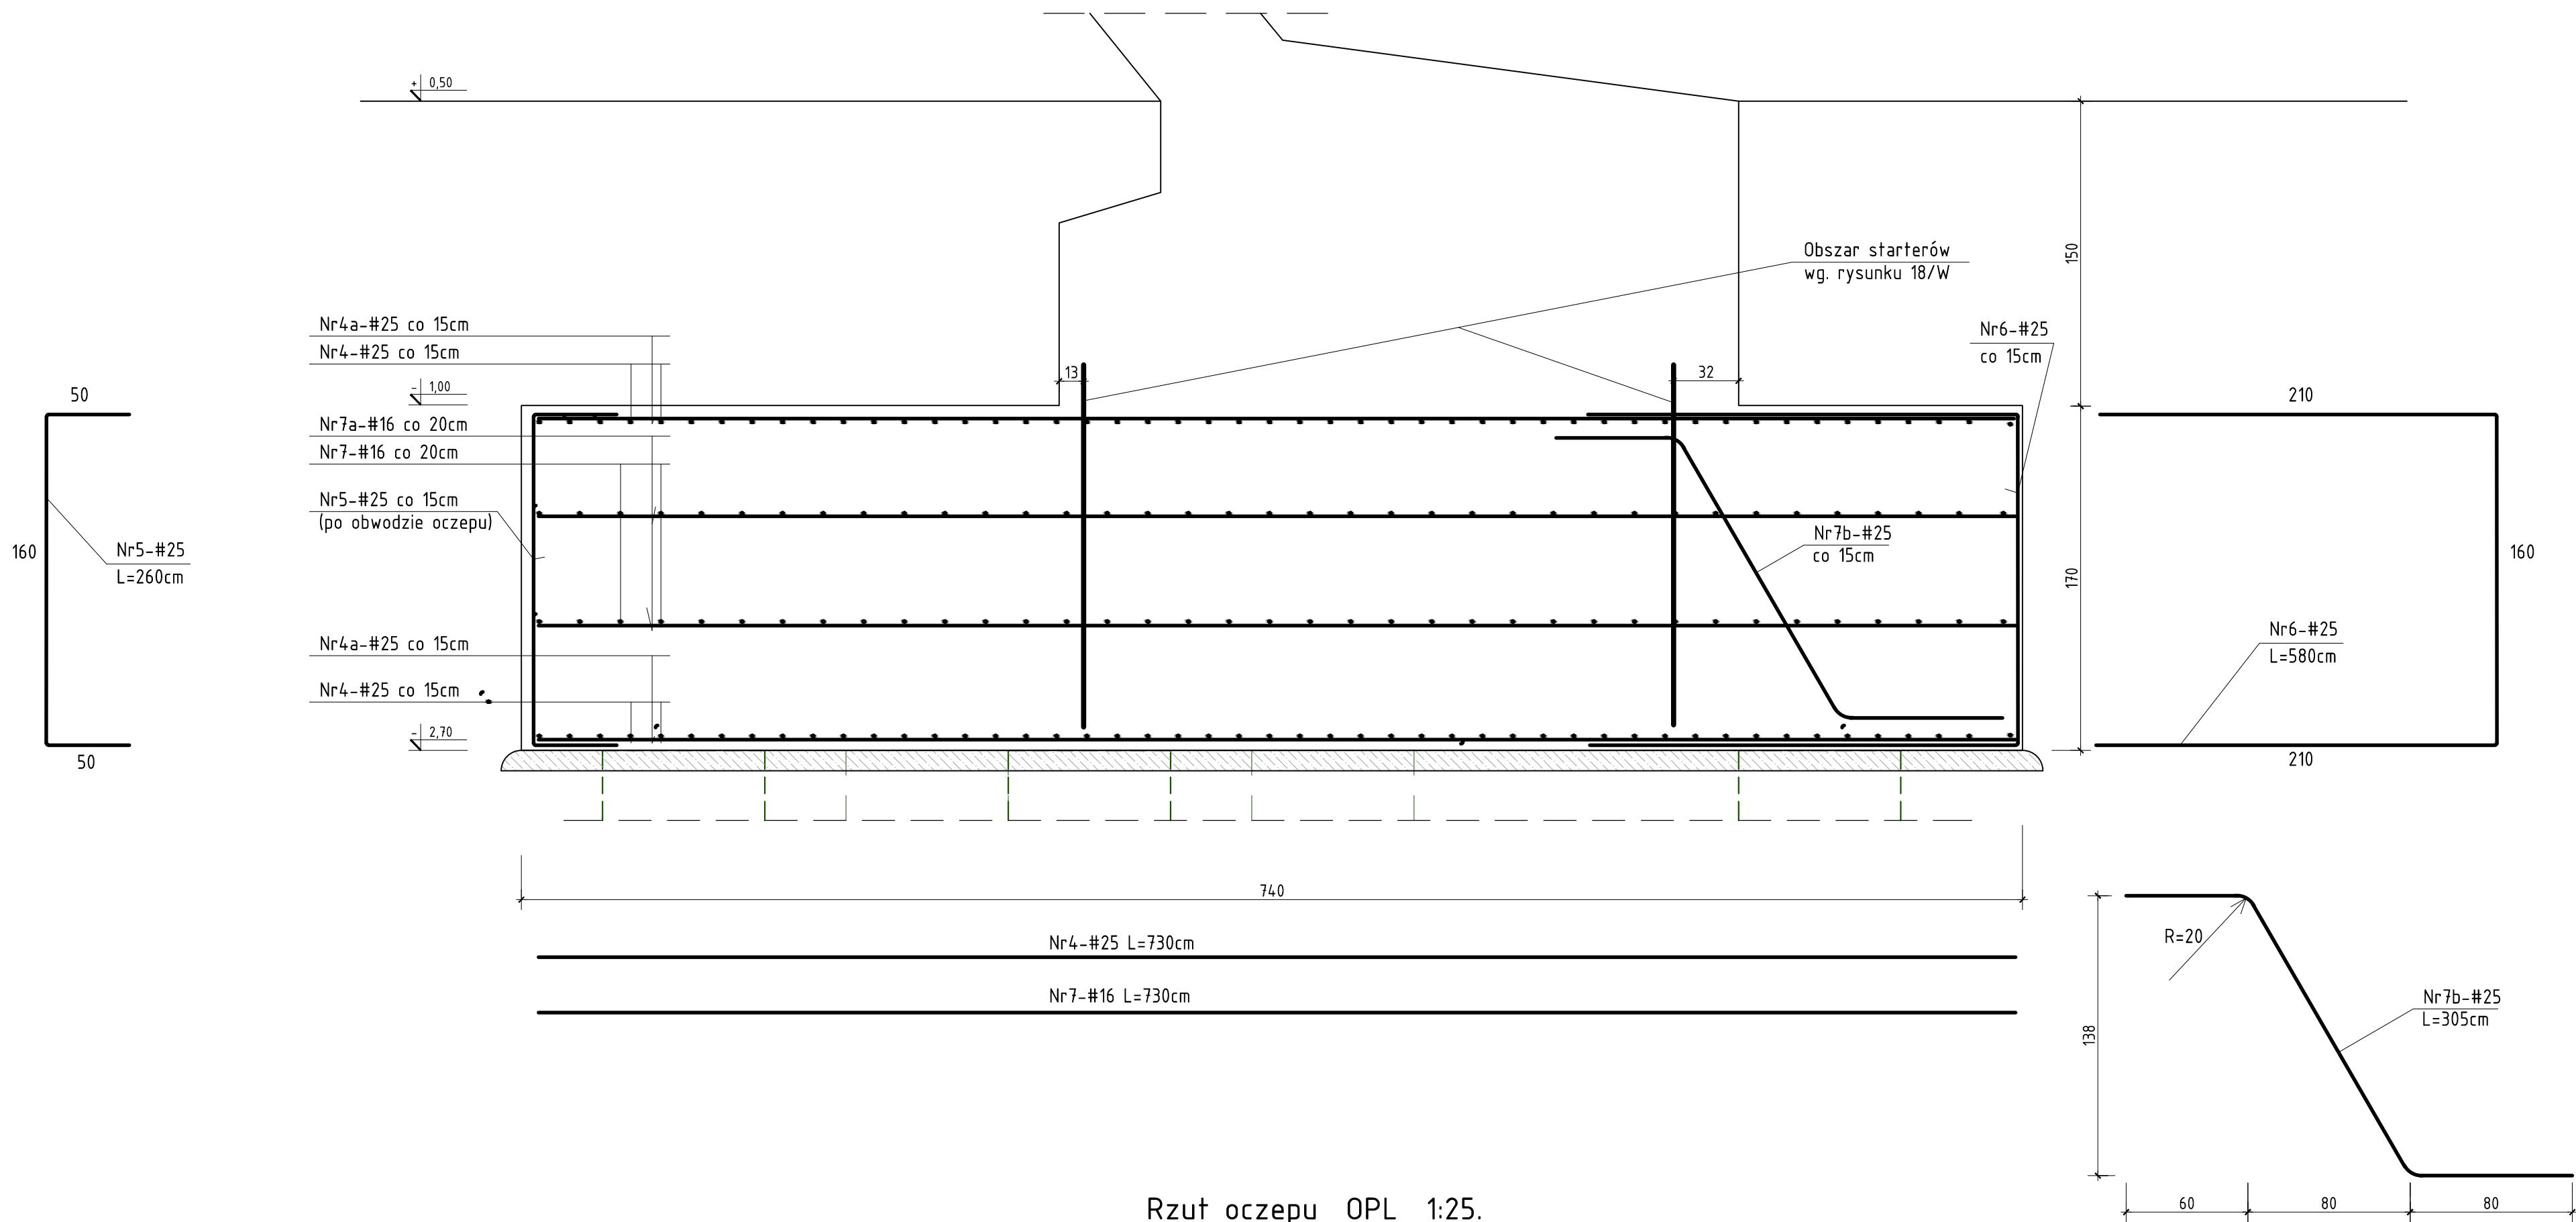 + 0,50
Obszar starterów
wg. rysunku 18/W
150
Nr4a-#25 co 15cm
Nr4-#25 co 15cm
Nr6-#25
co 15cm
13
32
- 1,00
50
210
Nr7a-#16 co 20cm
Nr7-#16 co 20cm
Nr5-#25 co 15cm
(po obwodzie oczepu)
Nr7b-#25
co 15cm
160
Nr5-#25
L=260cm
170
160
Nr4a-#25 co 15cm
Nr4-#25 co 15cm
Nr6-#25
L=580cm
- 2,70
50
210
740
Nr4-#25 L=730cm
Nr7-#16 L=730cm
R=20
138
Nr7b-#25
L=305cm
60
80
80
Rzut oczepu OPL 1:25.